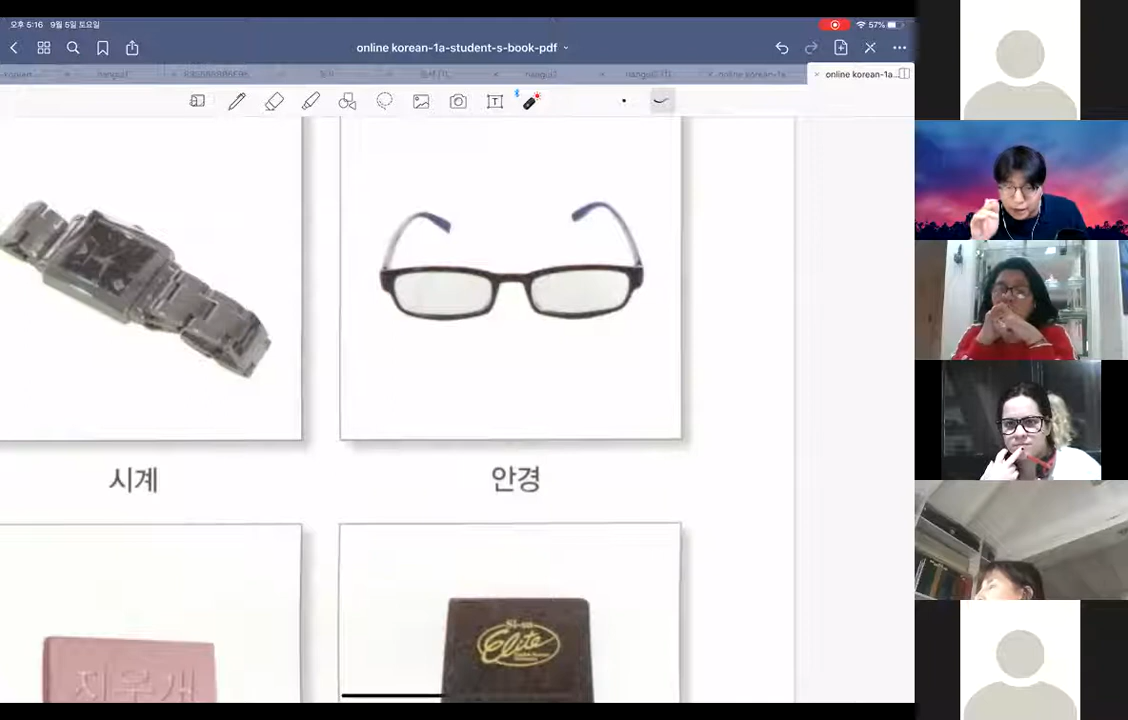 오후 5:16 9월 5일 토요일
57%
online korean-1a-student-s-book-pdf
online korean-1a...
T
시계
안경
지우개
Elite